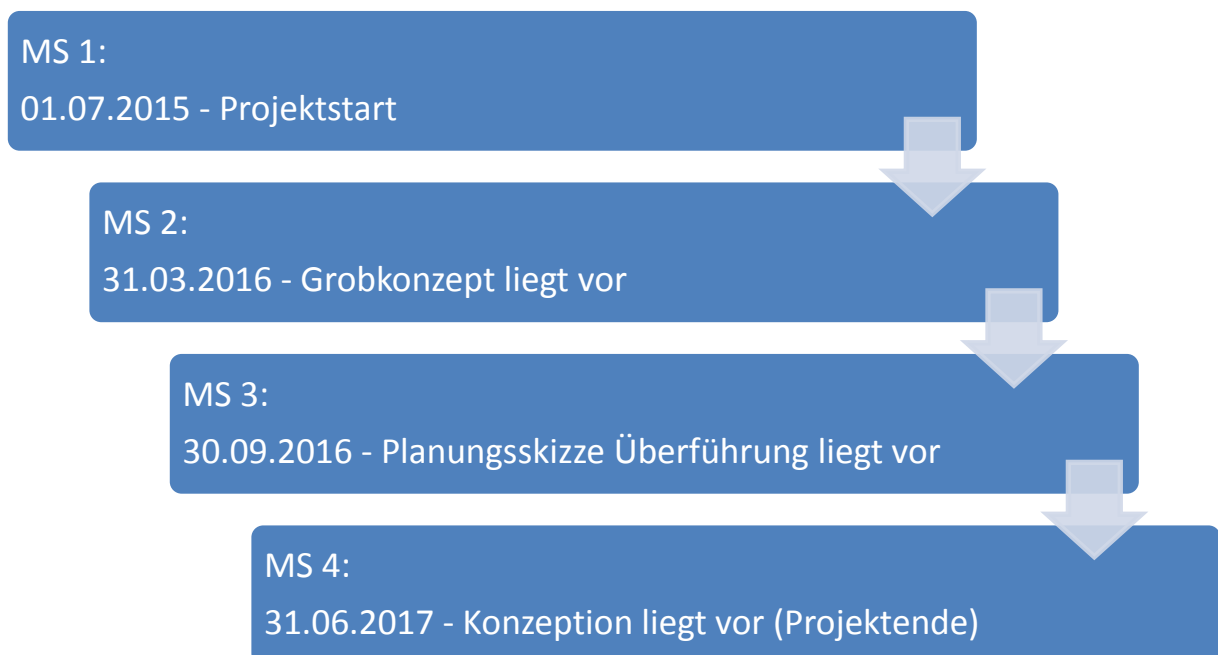 MS 1:
01.07.2015 - Projektstart
MS 2:
31.03.2016 - Grobkonzept liegt vor
MS 3:
30.09.2016 - Planungsskizze Überführung liegt vor
MS 4:
31.06.2017 - Konzeption liegt vor (Projektende)